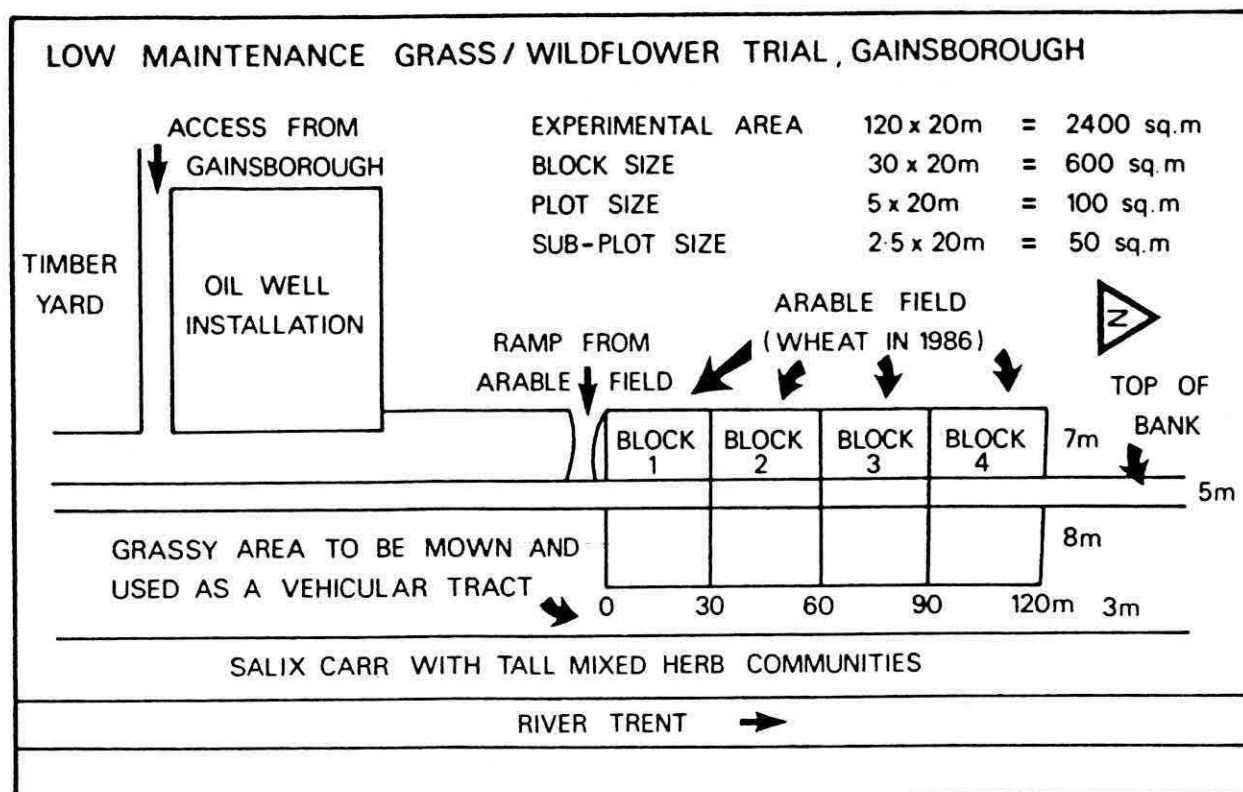 LOW MAINTENANCE GRASS / WILDFLOWER TRIAL, GAINSBOROUGH
ACCESS FROM
GAINSBOROUGH
EXPERIMENTAL AREA 120 x 20m = 2400 sq.m
BLOCK SIZE 30 x 20m = 600 sq.m
PLOT SIZE 5 x 20m = 100 sq.m
SUB-PLOT SIZE 2·5 x 20m = 50 sq.m
TIMBER
YARD
OIL WELL
INSTALLATION
ARABLE FIELD
(WHEAT IN 1986)
N
RAMP FROM
ARABLE FIELD
TOP OF
BANK
BLOCK
1
BLOCK
2
BLOCK
3
BLOCK
4
7m
5m
8m
GRASSY AREA TO BE MOWN AND
USED AS A VEHICULAR TRACT
0 30 60 90 120m 3m
SALIX CARR WITH TALL MIXED HERB COMMUNITIES
RIVER TRENT